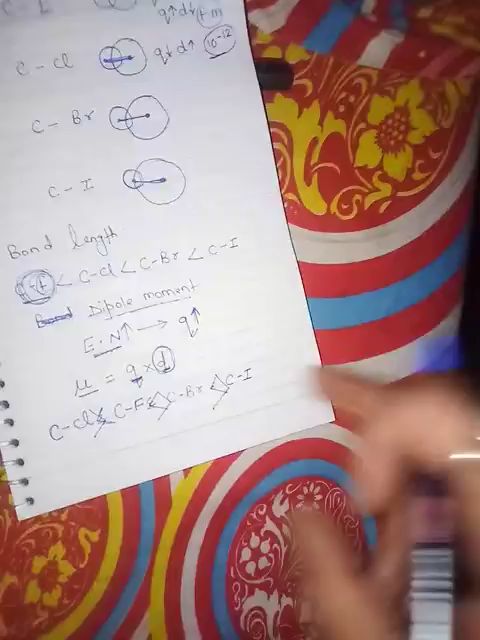 q↑ d↓ + m
C - Cl q↓ d↑ 10-12
C - Br
C - I
Bond length
C-F < C-Cl < C-Br < C-I
Dipole moment
E.N↑ → q↑
μ = q × d
C-Cl > C-F > C-Br > C-I